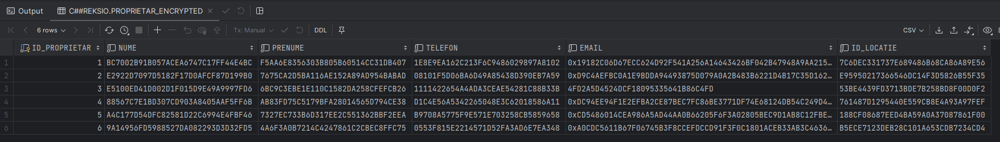 Output C##REKSIO.PROPRIETAR_ENCRYPTED
6 rows Tx: Manual DDL CSV
ID_PROPRIETAR NUME PRENUME TELEFON EMAIL ID_LOCATIE
1 1 BC7002B91B057ACEA6747C17FF44E4BC F5AA6E8356303B805B60514CC31DB407 1E8E9EA162C213F6C9486029897A8102 0x19182C06D67ECC624D92F541A256A14643426BF042B47948A9AA215… 7C6DEC331737E689486B68CA86A89E56
2 2 E2922D7097D5182F17D0AFCF87D199B0 7675CA2D5BA116AE152A89AD954BABAD 08101F5D06BA6D49A85438D390EB7A59 0xD9C4AEFBC0A1E9BDDA94493875D079A0A2B483B6221D4B17C35D162… E95950217366546DC14F3D5826B55F35
3 3 E5100ED41D002D1F015D9E49A9997FD6 6BC9C3EBE1E110C1582DA258CFEFCB26 1111422654A4ADA3CEAE54281C88B33B 4FD2A5D4524DCF18095335641B86C4FD 53BE4439FD3713BDE7B258BD8F00D0F2
4 4 88567C7E1BD307CD903A8405AAF5FF6B AB83FD75C5179BFA28014565D794CE38 D1C4E56A5342265048E3C62018586A11 0xDC94EE94F1E2EFBA2CE87BEC7FC86BE3771DF74E68124DB54C249D4… 761487D1295440E559CB8E4A93A97FEF
5 5 A4C177D54DFC82581D22C6994E4FBF46 7327EC733B6D317EE2C551362BBF2EEA B9708A5775F9E571E703258CB5859658 0xCD5486014CEA986A5AD44AA0B66205F6F3A02805BEC9D1AB8C12FBE… 188CF08687EED4BA59A0A37087861F00
6 6 9A14956FD5988527DA082293D3D32FD5 4A6F3A0B7214C4247861C2CBEC8FFC75 0553F815E2214571D52FA3AD6E7EA348 0xA0CDC5611B67F06745B3F8CCEFDCCD91F3F0C1801ACEB33AB3C4636… B5ECE7123DEB28C101A653CDB7234CD4